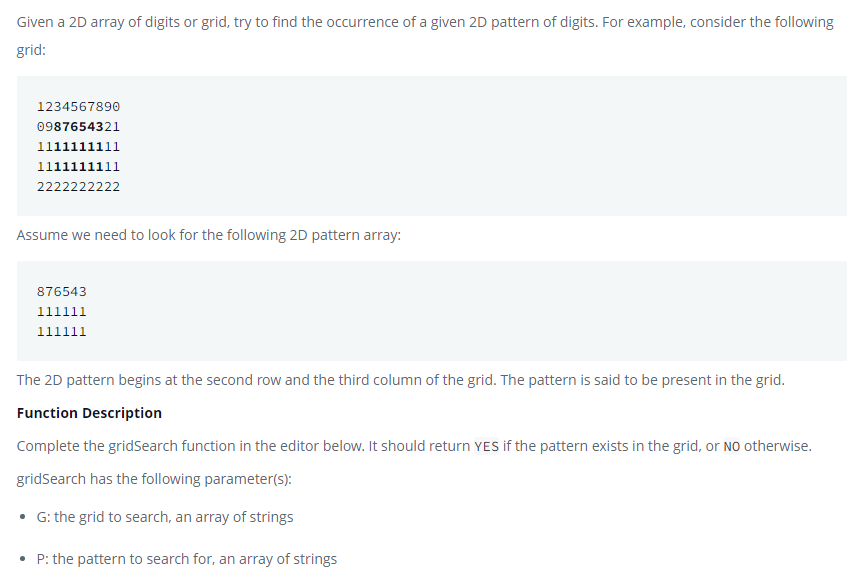 Given a 2D array of digits or grid, try to find the occurrence of a given 2D pattern of digits. For example, consider the following
grid:
1234567890
0987654321
1111111111
1111111111
2222222222
Assume we need to look for the following 2D pattern array:
876543
111111
111111
The 2D pattern begins at the second row and the third column of the grid. The pattern is said to be present in the grid.
Function Description
Complete the gridSearch function in the editor below. It should return YES if the pattern exists in the grid, or NO otherwise.
gridSearch has the following parameter(s):
• G: the grid to search, an array of strings
• P: the pattern to search for, an array of strings